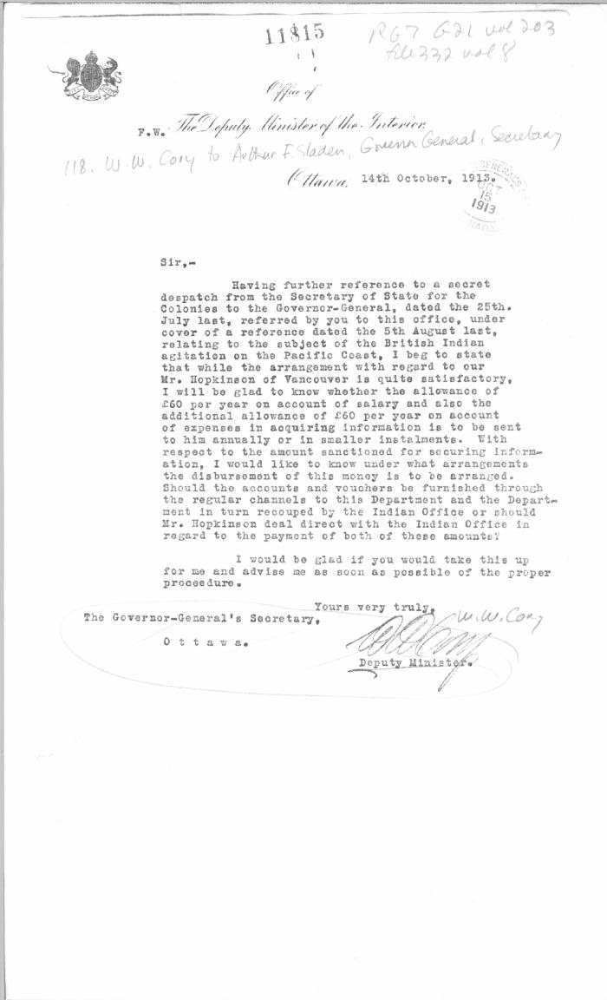 11815
RG7 G21 vol 203
file 332 vol 8
Office of
F.W. The Deputy Minister of the Interior.
118. W.W. Cory to Arthur F. Sladen, Governor General's Secretary
Ottawa, 14th October, 1913.
OCT
15
1913
CANADA
Sir,-
Having further reference to a secret
despatch from the Secretary of State for the
Colonies to the Governor-General, dated the 25th.
July last, referred by you to this office, under
cover of a reference dated the 5th August last,
relating to the subject of the British Indian
agitation on the Pacific Coast, I beg to state
that while the arrangement with regard to our
Mr. Hopkinson of Vancouver is quite satisfactory,
I will be glad to know whether the allowance of
£60 per year on account of salary and also the
additional allowance of £60 per year on account
of expenses in acquiring information is to be sent
to him annually or in smaller instalments. With
respect to the amount sanctioned for securing inform-
ation, I would like to know under what arrangements
the disbursement of this money is to be arranged.
Should the accounts and vouchers be furnished through
the regular channels to this Department and the Depart-
ment in turn recouped by the Indian Office or should
Mr. Hopkinson deal direct with the Indian Office in
regard to the payment of both of these amounts?
I would be glad if you would take this up
for me and advise me as soon as possible of the proper
proceedure.
Yours very truly,
The Governor-General's Secretary,
W.W. Cory
O t t a w a.
WWCory
Deputy Minister.